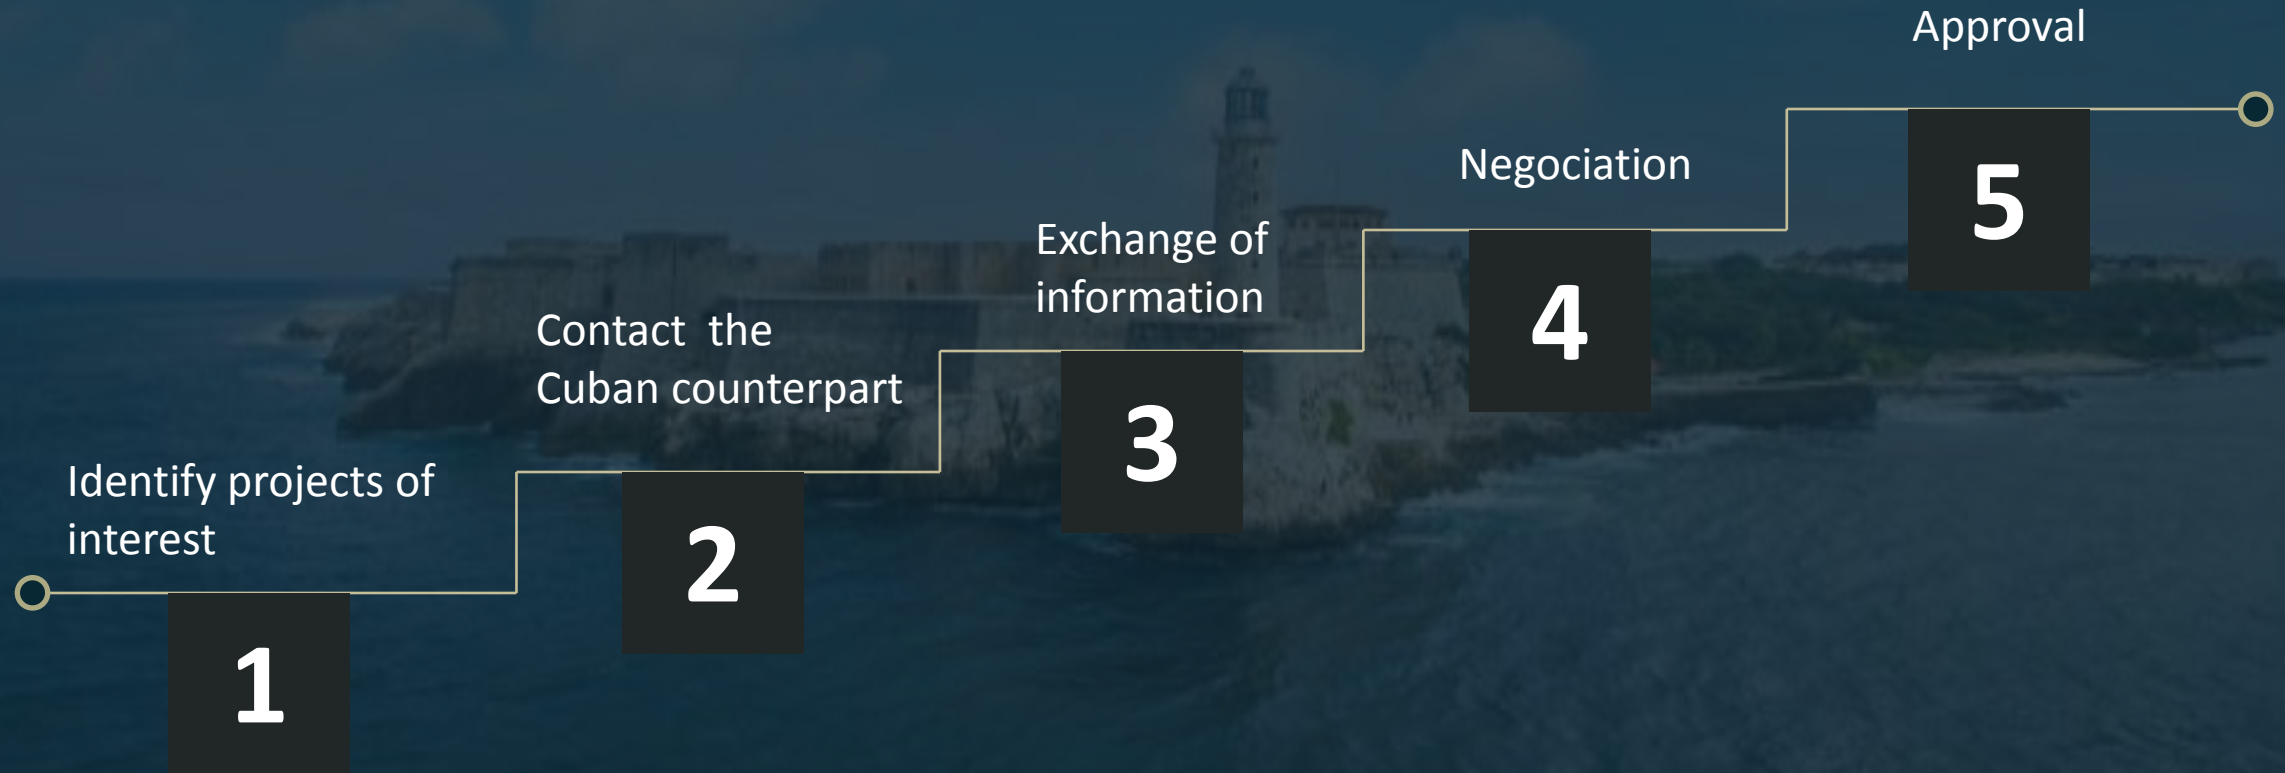 Identify projects of
interest
1
Contact  the
Cuban counterpart
2
Exchange of
information
3
Negociation
4
Approval
5